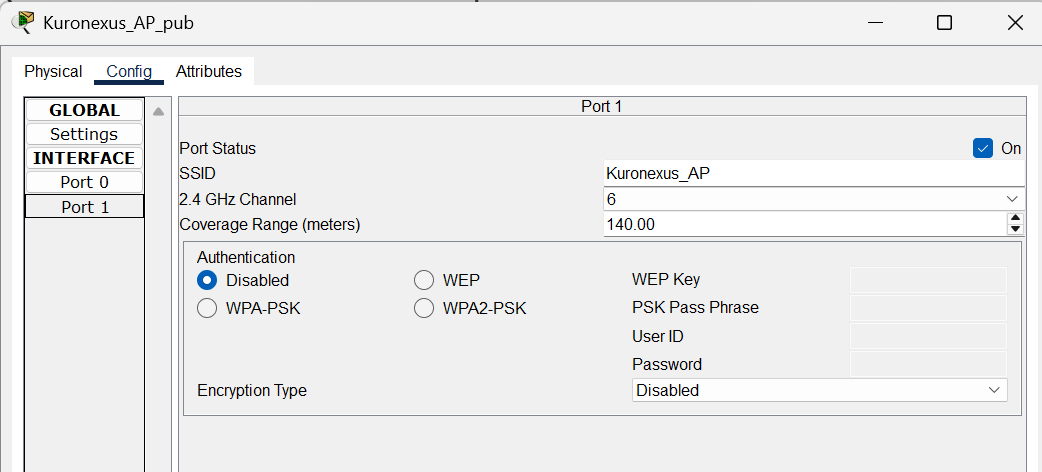 Kuronexus_AP_pub
Physical Config Attributes
GLOBAL
Settings
INTERFACE
Port 0
Port 1
Port 1
Port Status On
SSID Kuronexus_AP
2.4 GHz Channel 6
Coverage Range (meters) 140.00
Authentication
Disabled WEP WEP Key
WPA-PSK WPA2-PSK PSK Pass Phrase
User ID
Password
Encryption Type Disabled